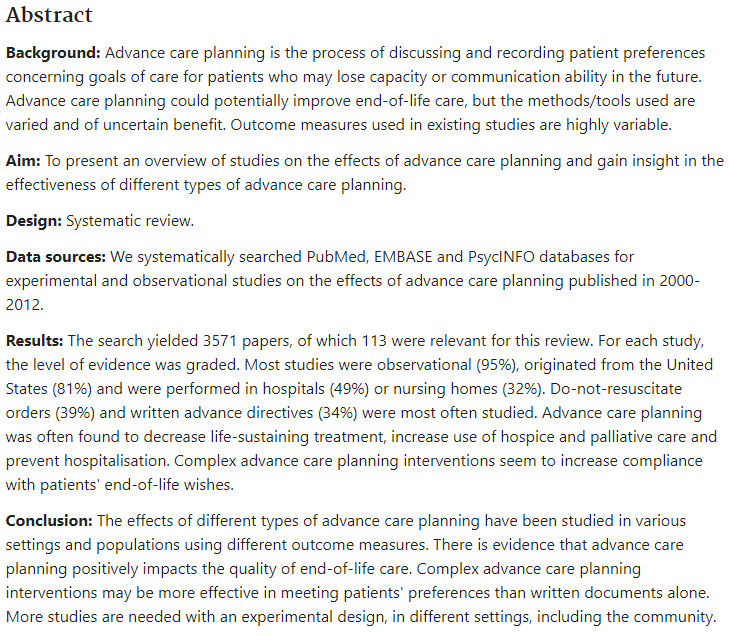 Abstract
Background: Advance care planning is the process of discussing and recording patient preferences
concerning goals of care for patients who may lose capacity or communication ability in the future.
Advance care planning could potentially improve end-of-life care, but the methods/tools used are
varied and of uncertain benefit. Outcome measures used in existing studies are highly variable.
Aim: To present an overview of studies on the effects of advance care planning and gain insight in the
effectiveness of different types of advance care planning.
Design: Systematic review.
Data sources: We systematically searched PubMed, EMBASE and PsycINFO databases for
experimental and observational studies on the effects of advance care planning published in 2000-
2012.
Results: The search yielded 3571 papers, of which 113 were relevant for this review. For each study,
the level of evidence was graded. Most studies were observational (95%), originated from the United
States (81%) and were performed in hospitals (49%) or nursing homes (32%). Do-not-resuscitate
orders (39%) and written advance directives (34%) were most often studied. Advance care planning
was often found to decrease life-sustaining treatment, increase use of hospice and palliative care and
prevent hospitalisation. Complex advance care planning interventions seem to increase compliance
with patients' end-of-life wishes.
Conclusion: The effects of different types of advance care planning have been studied in various
settings and populations using different outcome measures. There is evidence that advance care
planning positively impacts the quality of end-of-life care. Complex advance care planning
interventions may be more effective in meeting patients' preferences than written documents alone.
More studies are needed with an experimental design, in different settings, including the community.